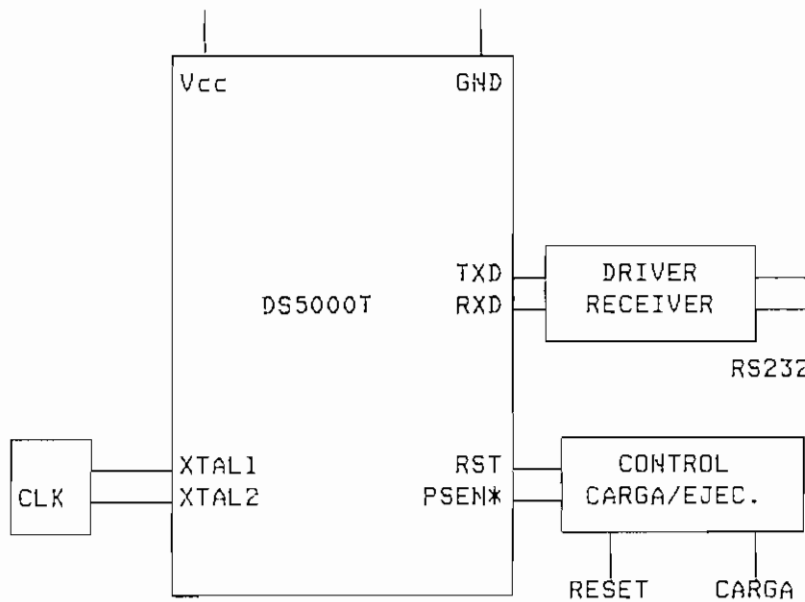 Vcc
GND
TXD
RXD
DS5000T
DRIVER
RECEIVER
RS232
CLK
XTAL1
XTAL2
RST
PSEN*
CONTROL
CARGA/EJEC.
RESET
CARGA